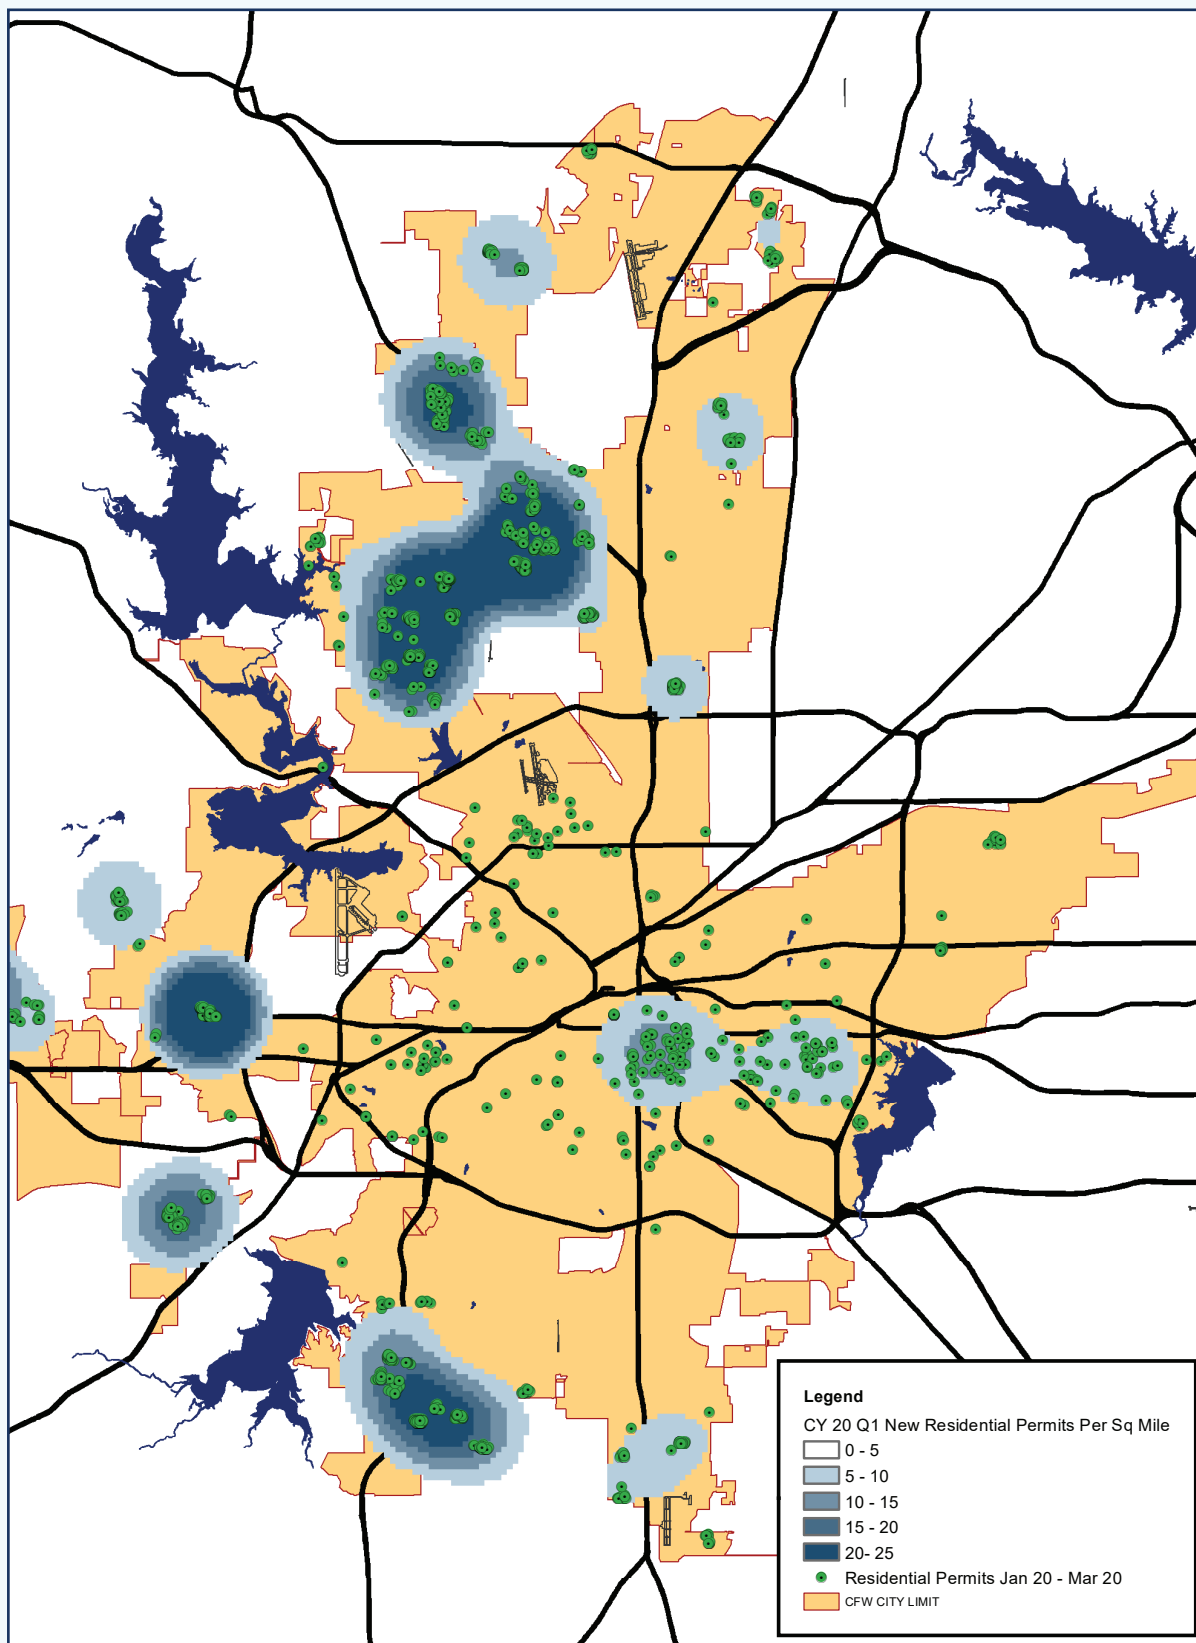 Legend
CY 20 Q1 New Residential Permits Per Sq Mile
0 - 5
5 - 10
10 - 15
15 - 20
20- 25
Residential Permits Jan 20 - Mar 20
CFW CITY LIMIT